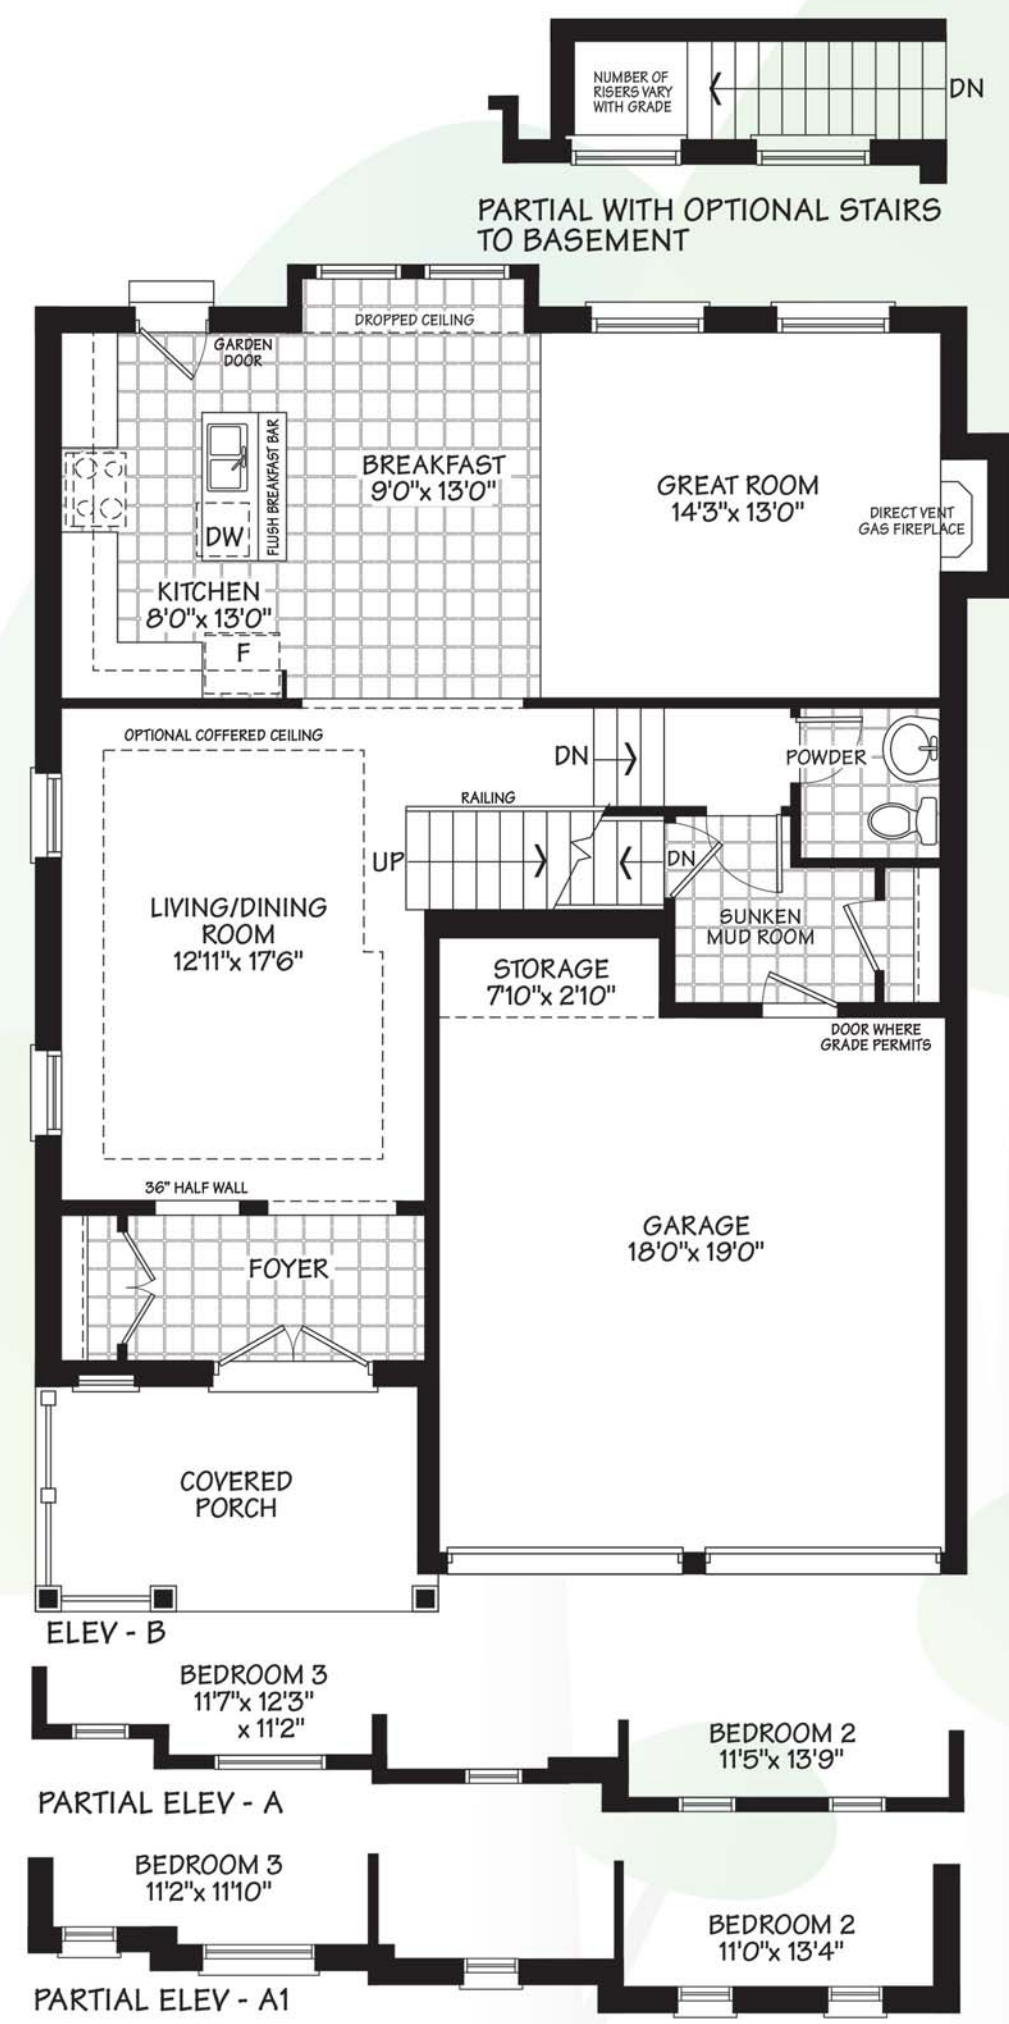 NUMBER OF
RISERS VARY
WITH GRADE
DN
PARTIAL WITH OPTIONAL STAIRS
TO BASEMENT
DROPPED CEILING
GARDEN
DOOR
FLUSH BREAKFAST BAR
BREAKFAST
9'0"x 13'0"
GREAT ROOM
14'3"x 13'0"
DIRECT VENT
GAS FIREPLACE
DW
KITCHEN
8'0"x 13'0"
F
OPTIONAL COFFERED CEILING
DN
POWDER
RAILING
UP
DN
LIVING/DINING
ROOM
12'11"x 17'6"
SUNKEN
MUD ROOM
STORAGE
7'10"x 2'10"
DOOR WHERE
GRADE PERMITS
36" HALF WALL
GARAGE
18'0"x 19'0"
FOYER
COVERED
PORCH
ELEV - B
BEDROOM 3
11'7"x 12'3"
x 11'2"
BEDROOM 2
11'5"x 13'9"
PARTIAL ELEV - A
BEDROOM 3
11'2"x 11'10"
BEDROOM 2
11'0"x 13'4"
PARTIAL ELEV - A1